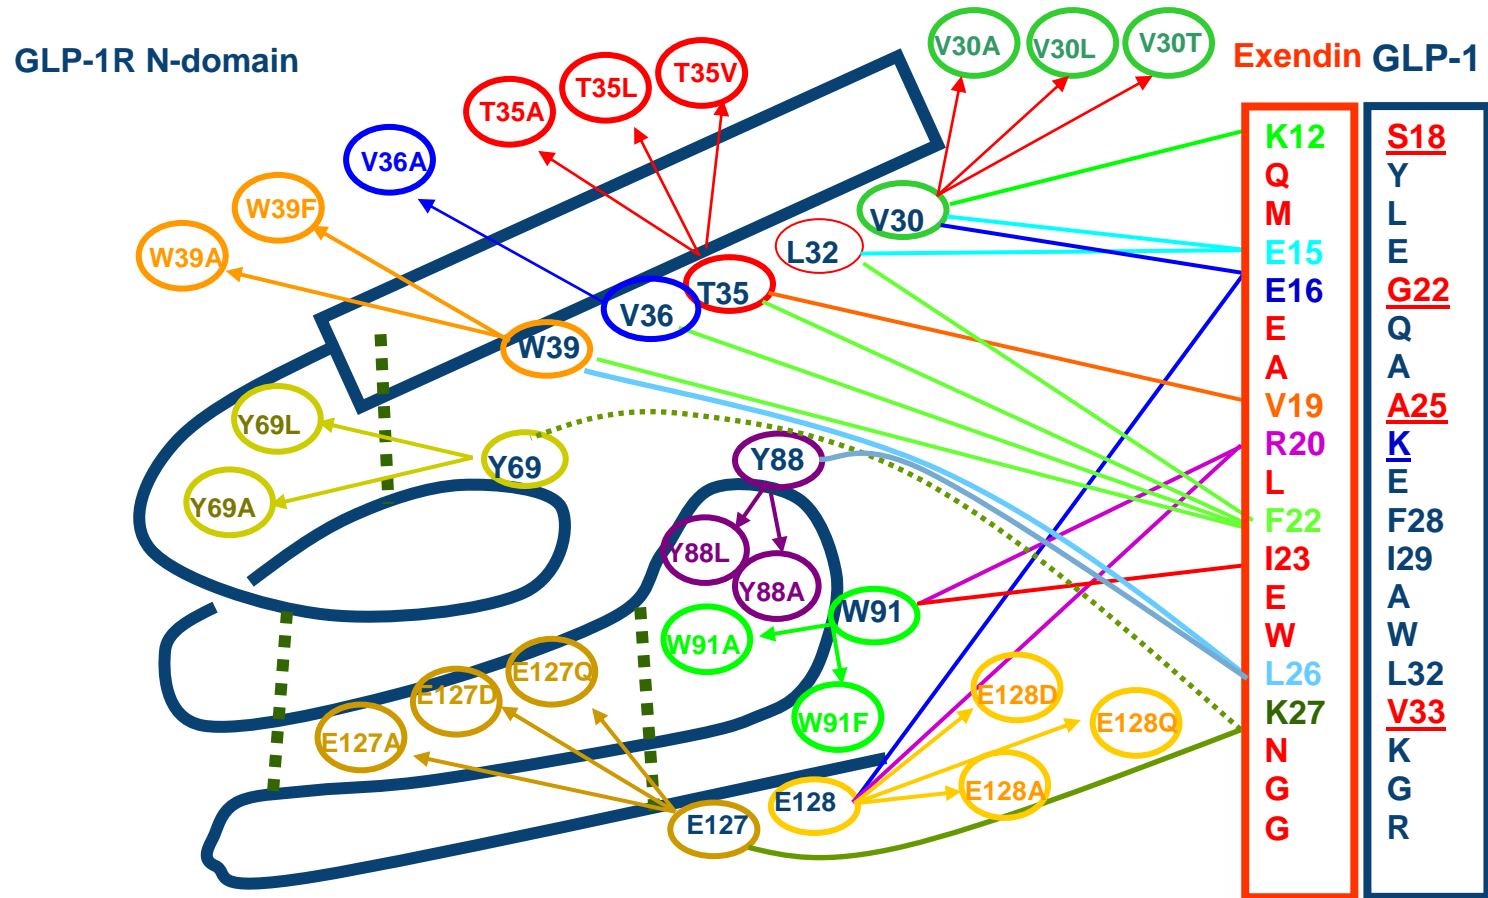 GLP-1R N-domain
V30A
V30L
V30T
Exendin
GLP-1
T35A
T35L
T35V
V36A
W39F
W39A
V30
L32
T35
V36
W39
Y69L
Y69
Y69A
Y88
Y88L
Y88A
W91
W91A
W91F
E127Q
E127D
E127A
E127
E128
E128D
E128Q
E128A
K12
Q
M
E15
E16
E
A
V19
R20
L
F22
I23
E
W
L26
K27
N
G
G
S18
Y
L
E
G22
Q
A
A25
K
E
F28
I29
A
W
L32
V33
K
G
R